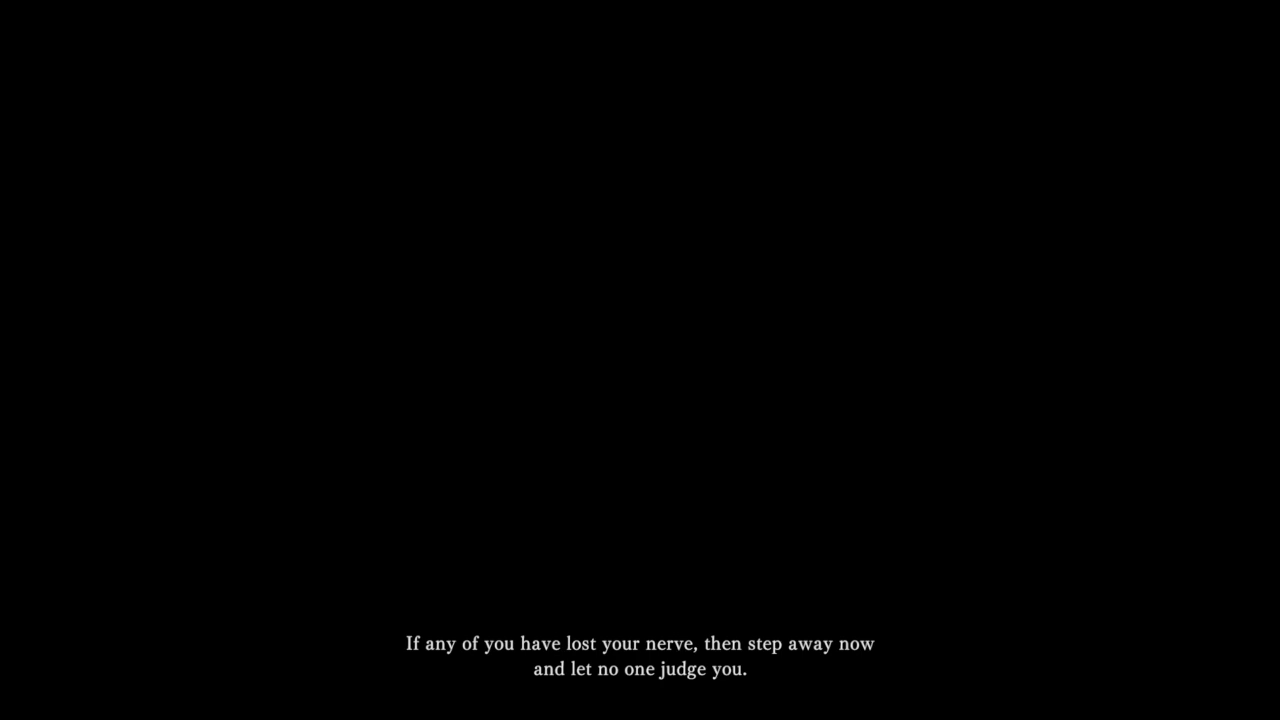 If any of you have lost your nerve, then step away now
and let no one judge you.